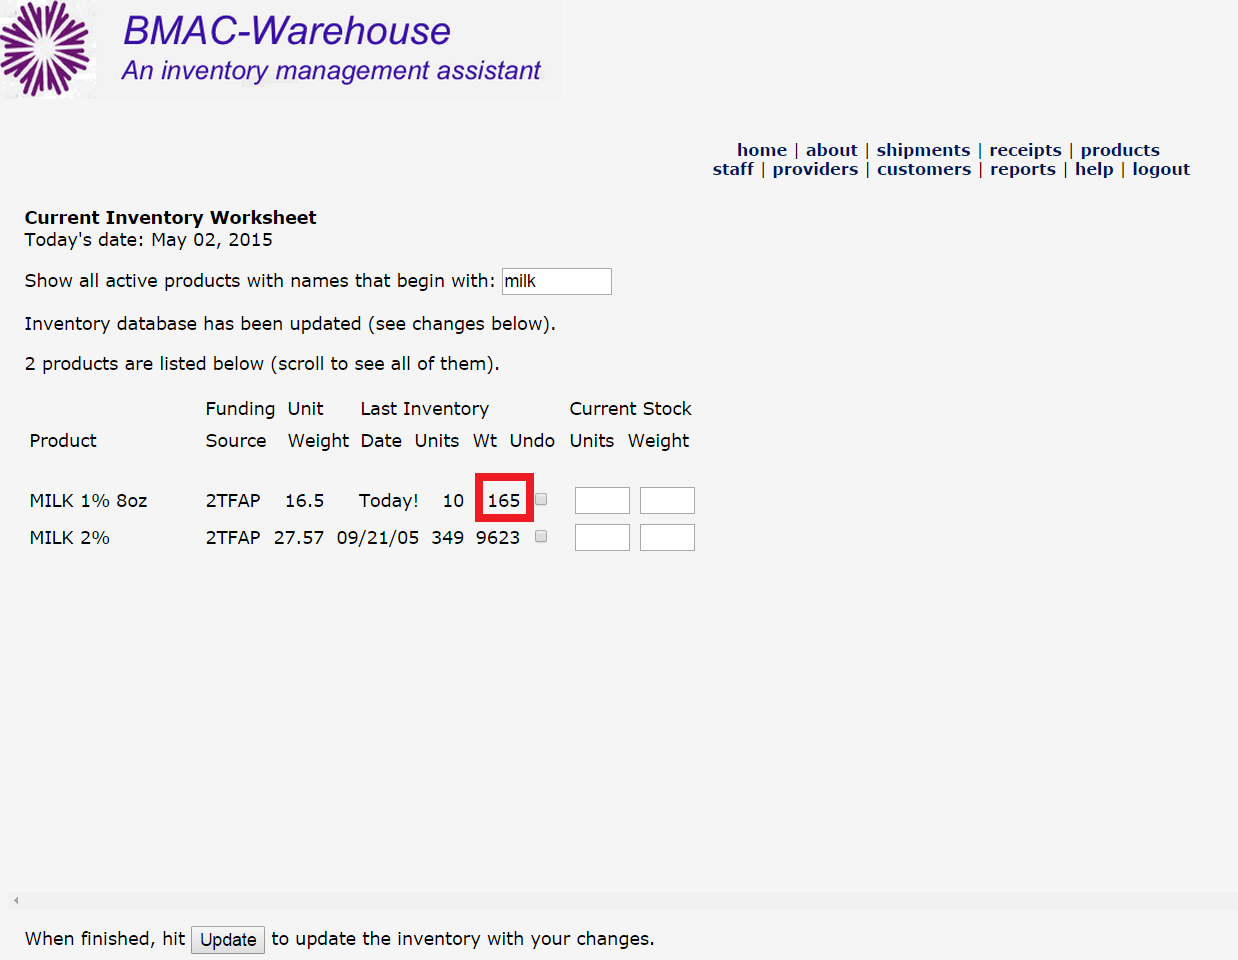 BMAC-Warehouse
An inventory management assistant
home | about | shipments | receipts | products
staff | providers | customers | reports | help | logout
Current Inventory Worksheet
Today's date: May 02, 2015
Show all active products with names that begin with: milk
Inventory database has been updated (see changes below).
2 products are listed below (scroll to see all of them).
Funding Unit Last Inventory Current Stock
Product Source Weight Date Units Wt Undo Units Weight
MILK 1% 8oz 2TFAP 16.5 Today! 10 165
MILK 2% 2TFAP 27.57 09/21/05 349 9623
When finished, hit Update to update the inventory with your changes.